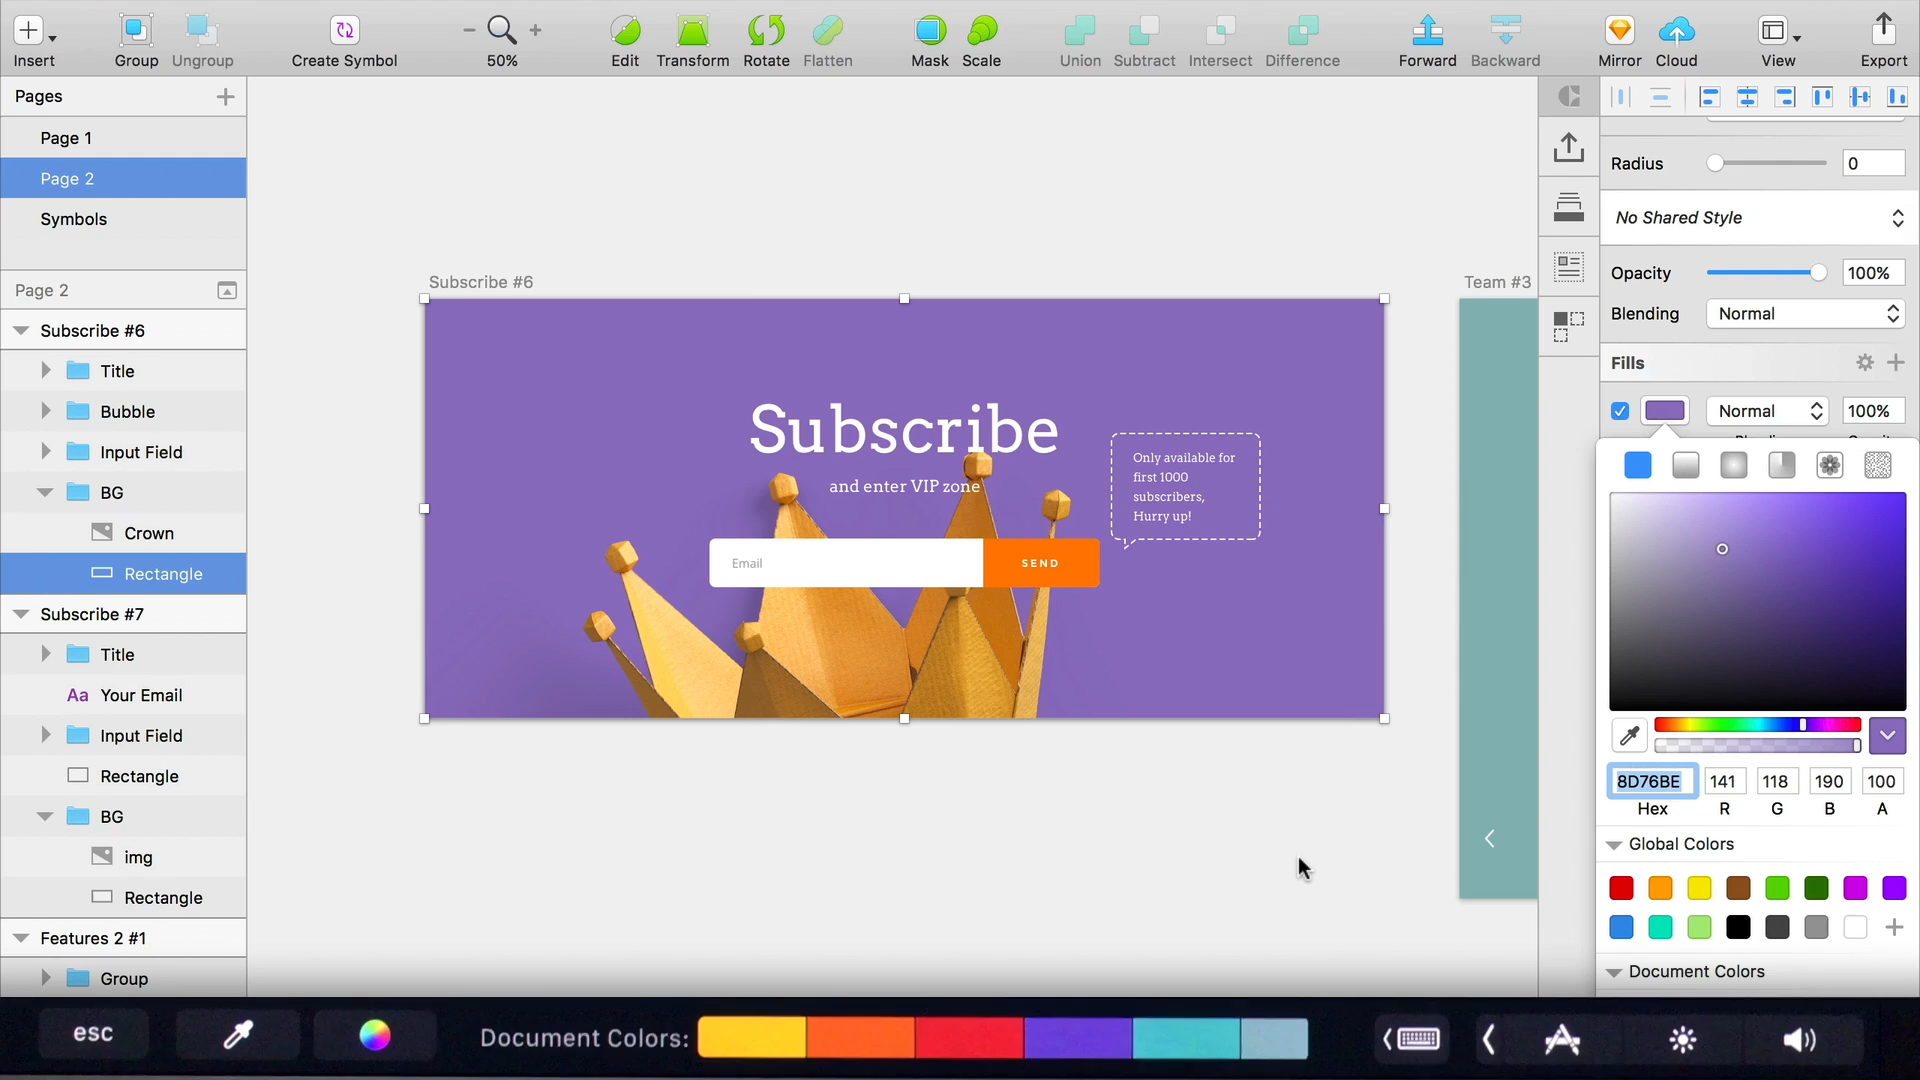 Insert
Group
Ungroup
Create Symbol
50%
Edit
Transform
Rotate
Flatten
Mask
Scale
Union
Subtract
Intersect
Difference
Forward
Backward
Mirror
Cloud
View
Export
Pages
Page 1
Page 2
Symbols
Page 2
Subscribe #6
Title
Bubble
Input Field
BG
Crown
Rectangle
Subscribe #7
Title
Aa Your Email
Input Field
Rectangle
BG
img
Rectangle
Features 2 #1
Group
Subscribe #6
Subscribe
and enter VIP zone
Only available for
first 1000
subscribers,
Hurry up!
Email
SEND
Team #3
Radius 0
No Shared Style
Opacity 100%
Blending Normal
Fills
Normal 100%
8D76BE 141 118 190 100
Hex R G B A
Global Colors
Document Colors
esc
Document Colors: